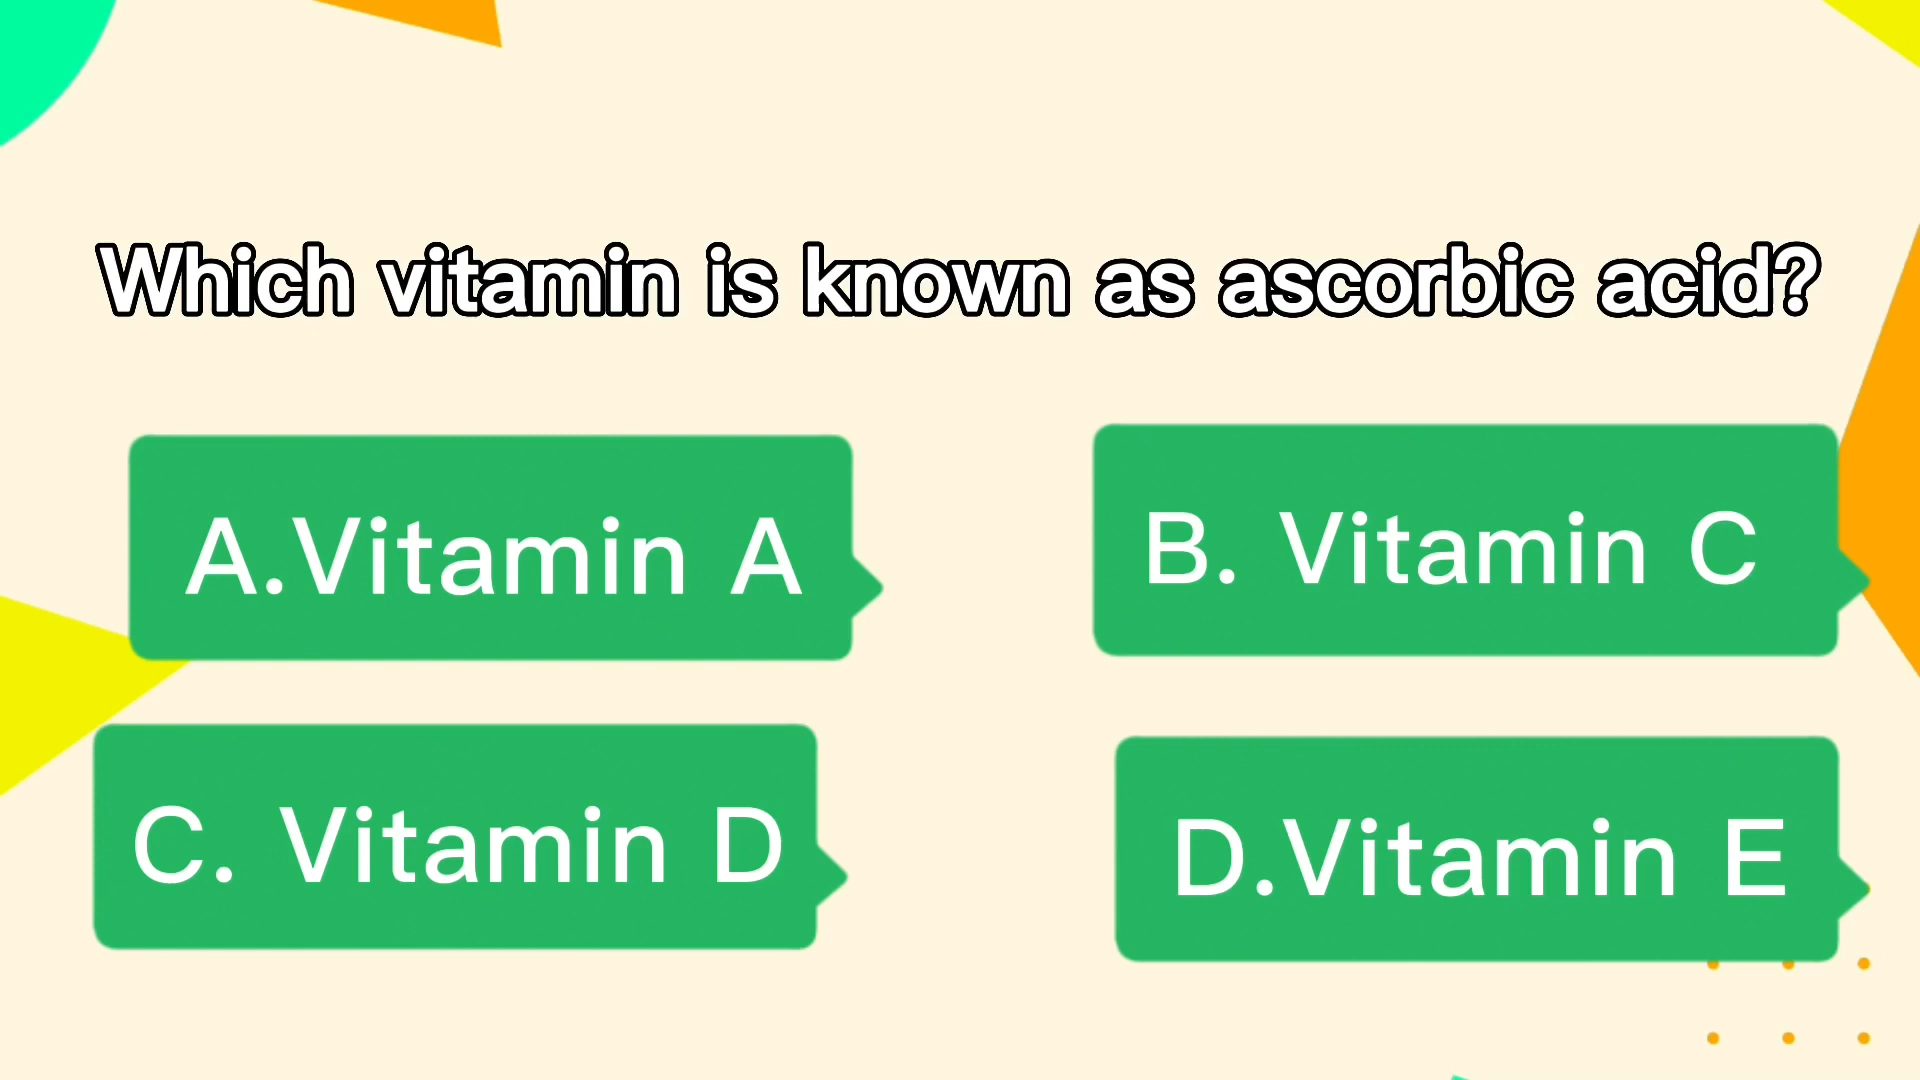 Which vitamin is known as ascorbic acid?
A.Vitamin A
B. Vitamin C
C. Vitamin D
D.Vitamin E